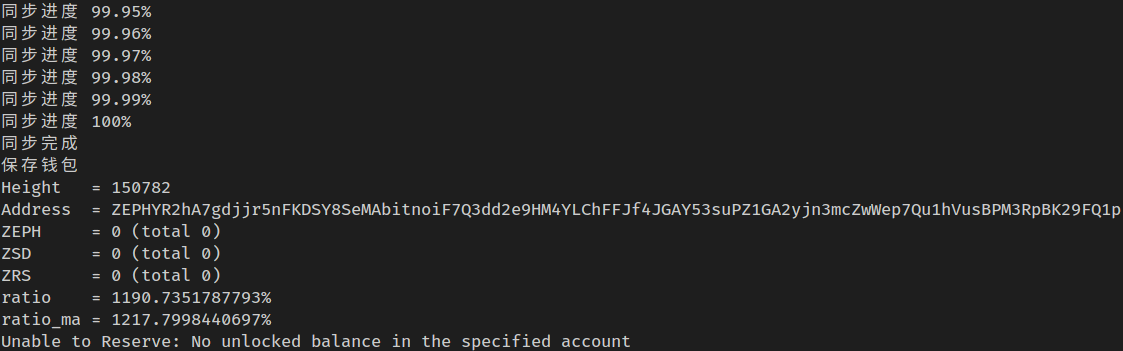 同步进度 99.95%
同步进度 99.96%
同步进度 99.97%
同步进度 99.98%
同步进度 99.99%
同步进度 100%
同步完成
保存钱包
Height   = 150782
Address  = ZEPHYR2hA7gdjjr5nFKDSY8SeMAbitnoiF7Q3dd2e9HM4YLChFFJf4JGAY53suPZ1GA2yjn3mcZwWep7Qu1hVusBPM3RpBK29FQ1p
ZEPH     = 0 (total 0)
ZSD      = 0 (total 0)
ZRS      = 0 (total 0)
ratio    = 1190.7351787793%
ratio_ma = 1217.7998440697%
Unable to Reserve: No unlocked balance in the specified account